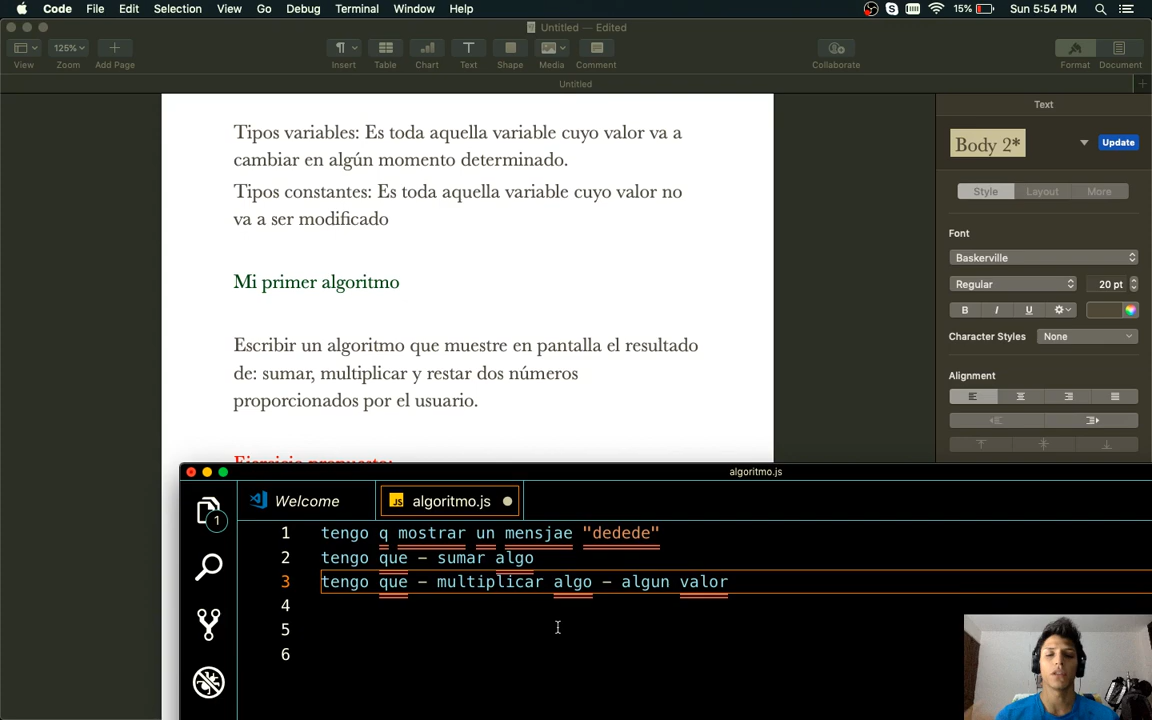 Code File Edit Selection View Go Debug Terminal Window Help 15% Sun 5:54 PM
Untitled — Edited
125%
View Zoom Add Page Insert Table Chart Text Shape Media Comment Collaborate Format Document
Untitled
Text
Body 2* Update
Style Layout More
Font
Baskerville
Regular 20 pt
B I U
Character Styles None
Alignment
Tipos variables: Es toda aquella variable cuyo valor va a
cambiar en algún momento determinado.
Tipos constantes: Es toda aquella variable cuyo valor no
va a ser modificado
Mi primer algoritmo
Escribir un algoritmo que muestre en pantalla el resultado
de: sumar, multiplicar y restar dos números
proporcionados por el usuario.
Ejercicio propuesto:
algoritmo.js
1 Welcome JS algoritmo.js
1 tengo q mostrar un mensjae "dedede"
2 tengo que - sumar algo
3 tengo que - multiplicar algo - algun valor
4
5
6